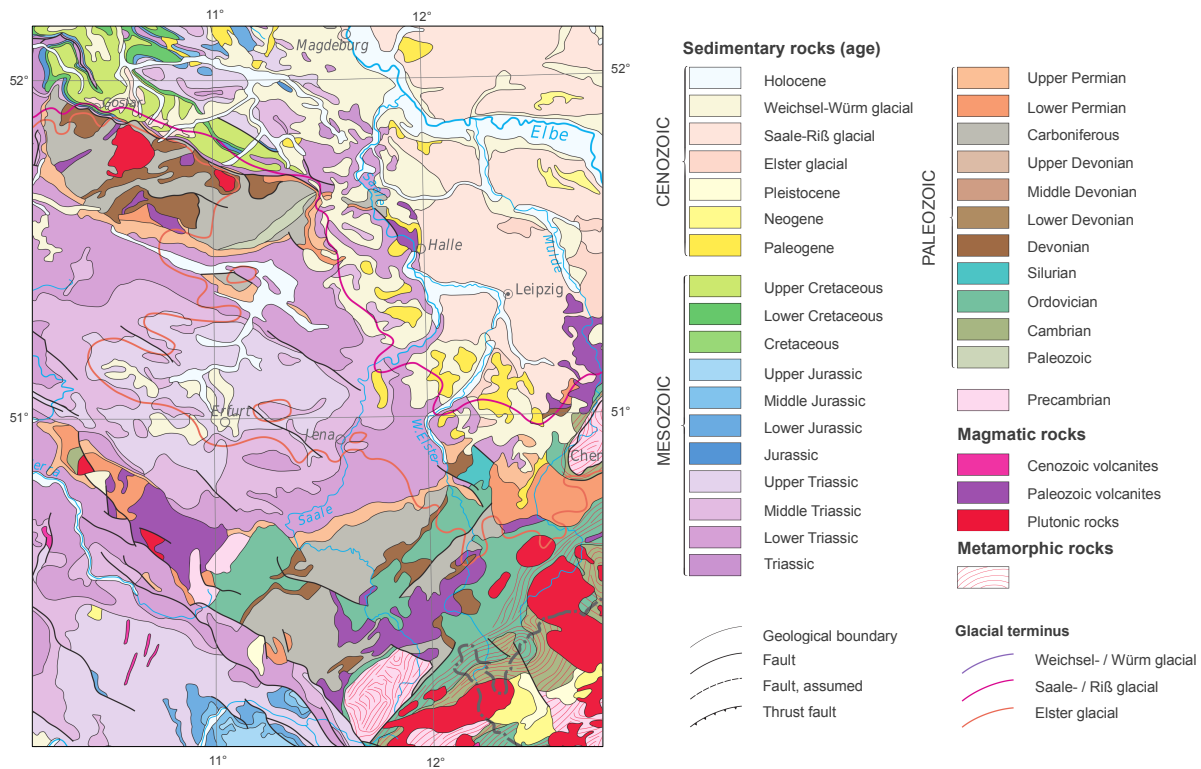 11°
12°
Magdeburg
52°
52°
Goslar
Elbe
Saale
Mulde
Halle
Leipzig
51°
51°
Erfurt
Jena
W.Elster
Cher
er a
Saale
11°
12°
Sedimentary rocks (age)
CENOZOIC
Holocene
Weichsel-Würm glacial
Saale-Riß glacial
Elster glacial
Pleistocene
Neogene
Paleogene
MESOZOIC
Upper Cretaceous
Lower Cretaceous
Cretaceous
Upper Jurassic
Middle Jurassic
Lower Jurassic
Jurassic
Upper Triassic
Middle Triassic
Lower Triassic
Triassic
PALEOZOIC
Upper Permian
Lower Permian
Carboniferous
Upper Devonian
Middle Devonian
Lower Devonian
Devonian
Silurian
Ordovician
Cambrian
Paleozoic
Precambrian
Magmatic rocks
Cenozoic volcanites
Paleozoic volcanites
Plutonic rocks
Metamorphic rocks
Geological boundary
Fault
Fault, assumed
Thrust fault
Glacial terminus
Weichsel- / Würm glacial
Saale- / Riß glacial
Elster glacial